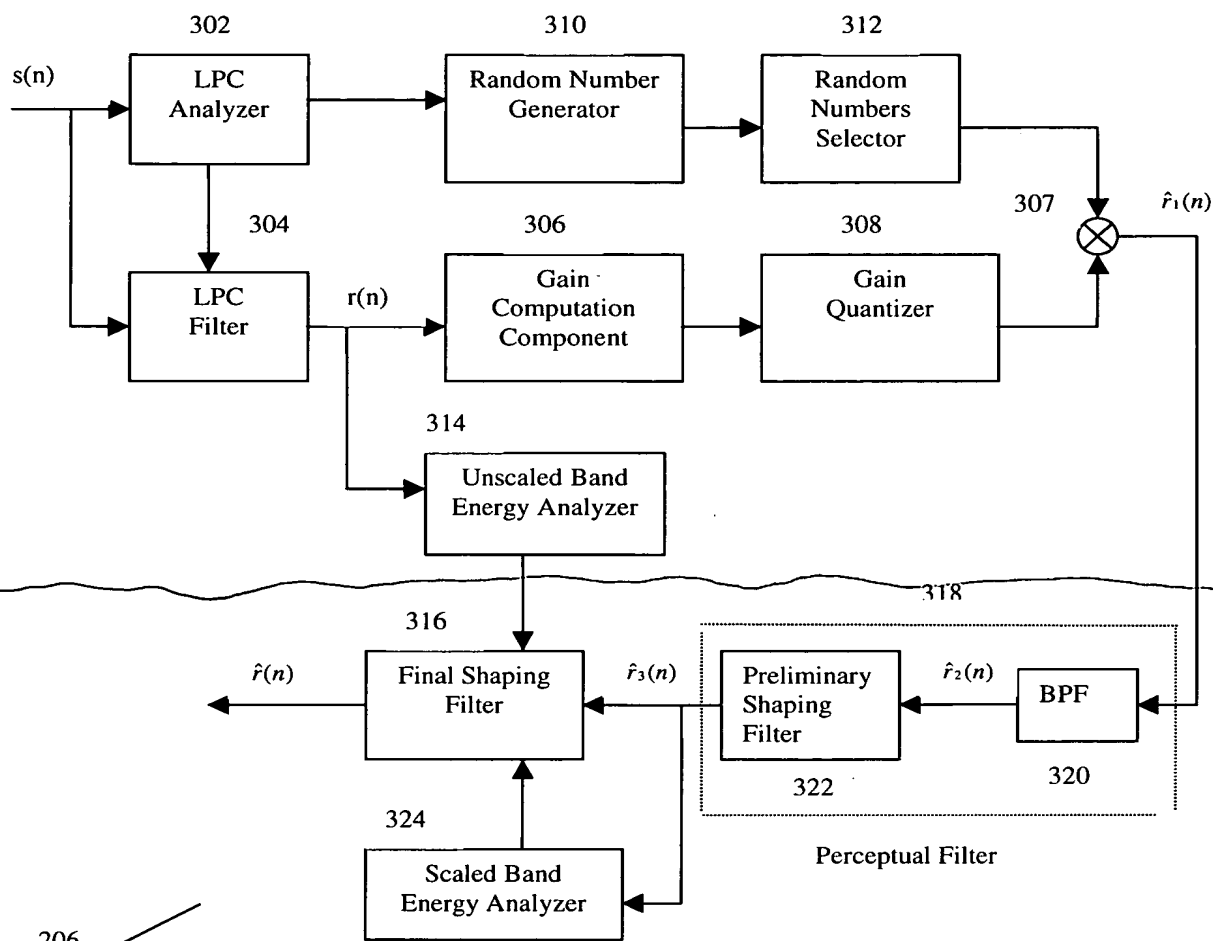 302
310
312
s(n)
LPC
Analyzer
Random Number
Generator
Random
Numbers
Selector
304
306
308
307
r̂₁(n)
LPC
Filter
r(n)
Gain
Computation
Component
Gain
Quantizer
314
Unscaled Band
Energy Analyzer
318
316
r̂(n)
Final Shaping
Filter
r̂₃(n)
Preliminary
Shaping
Filter
r̂₂(n)
BPF
322
320
324
Perceptual Filter
Scaled Band
Energy Analyzer
206